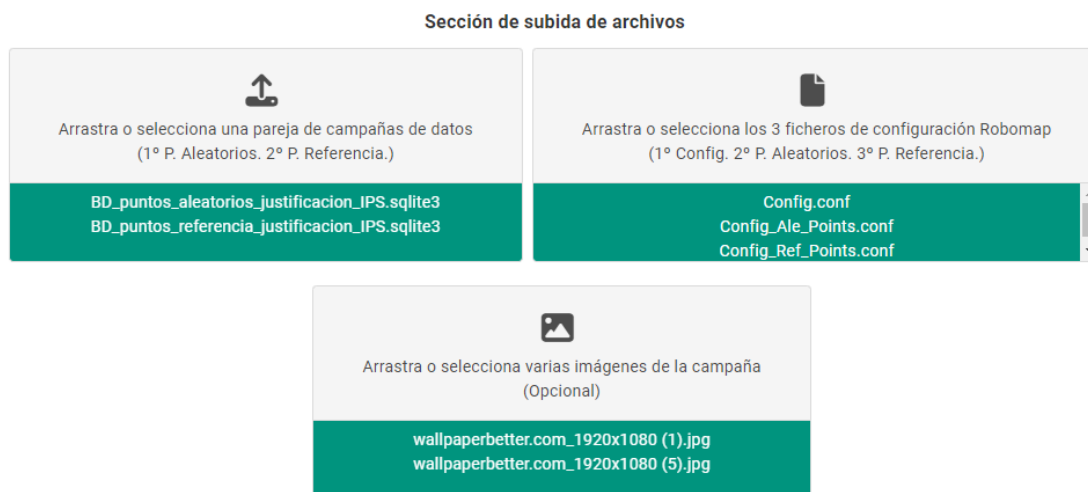 Sección de subida de archivos
Arrastra o selecciona una pareja de campañas de datos
(1º P. Aleatorios. 2º P. Referencia.)
BD_puntos_aleatorios_justificacion_IPS.sqlite3
BD_puntos_referencia_justificacion_IPS.sqlite3
Arrastra o selecciona los 3 ficheros de configuración Robomap
(1º Config. 2º P. Aleatorios. 3º P. Referencia.)
Config.conf
Config_Ale_Points.conf
Config_Ref_Points.conf
Arrastra o selecciona varias imágenes de la campaña
(Opcional)
wallpaperbetter.com_1920x1080 (1).jpg
wallpaperbetter.com_1920x1080 (5).jpg